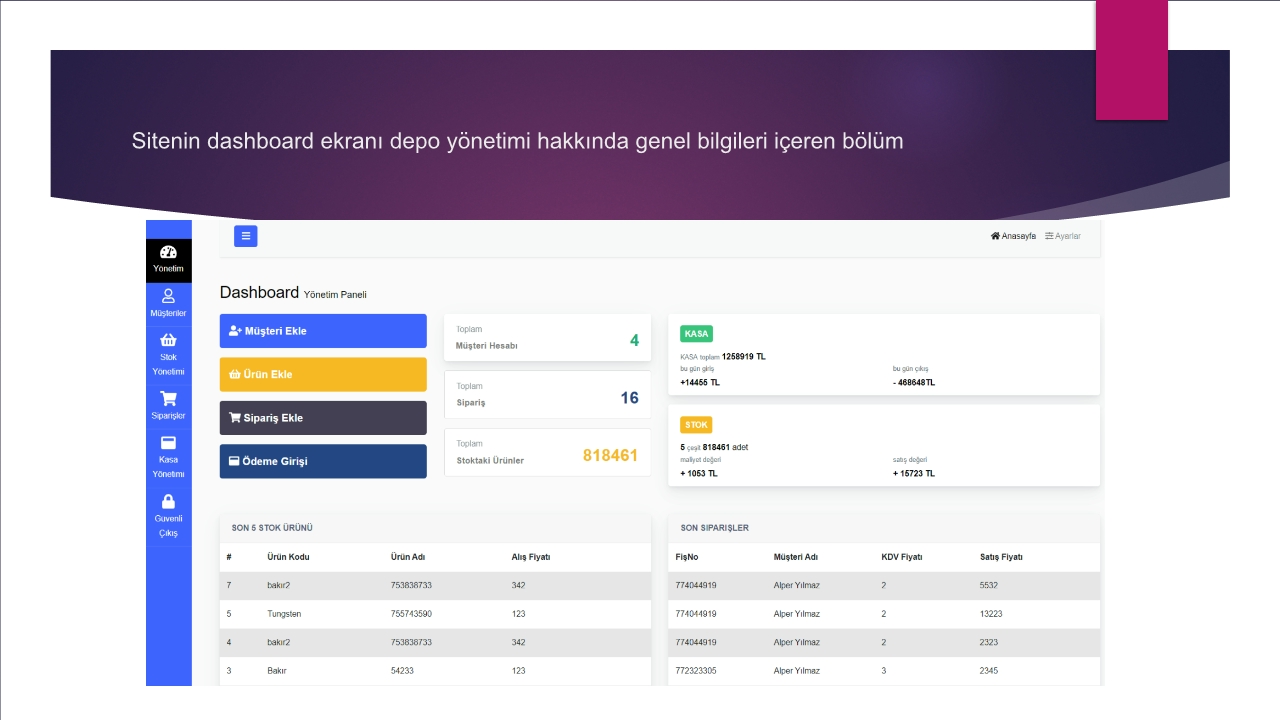 Sitenin dashboard ekranı depo yönetimi hakkında genel bilgileri içeren bölüm
Anasayfa Ayarlar
Yönetim
Müşteriler
Stok
Yönetimi
Siparişler
Kasa
Yönetimi
Güvenli
Çıkış
Dashboard Yönetim Paneli
Müşteri Ekle
Ürün Ekle
Sipariş Ekle
Ödeme Girişi
Toplam
Müşteri Hesabı 4
Toplam
Sipariş 16
Toplam
Stoktaki Ürünler 818461
KASA
KASA toplam 1258919 TL
bu gün giriş bu gün çıkış
+14455 TL - 468648TL
STOK
5 çeşit 818461 adet
maliyet değeri satış değeri
+ 1053 TL + 15723 TL
SON 5 STOK ÜRÜNÜ
# Ürün Kodu Ürün Adı Alış Fiyatı
7 bakır2 753838733 342
5 Tungsten 755743590 123
4 bakır2 753838733 342
3 Bakır 54233 123
SON SIPARIŞLER
FişNo Müşteri Adı KDV Fiyatı Satış Fiyatı
774044919 Alper Yılmaz 2 5532
774044919 Alper Yılmaz 2 13223
774044919 Alper Yılmaz 2 2323
772323305 Alper Yılmaz 3 2345